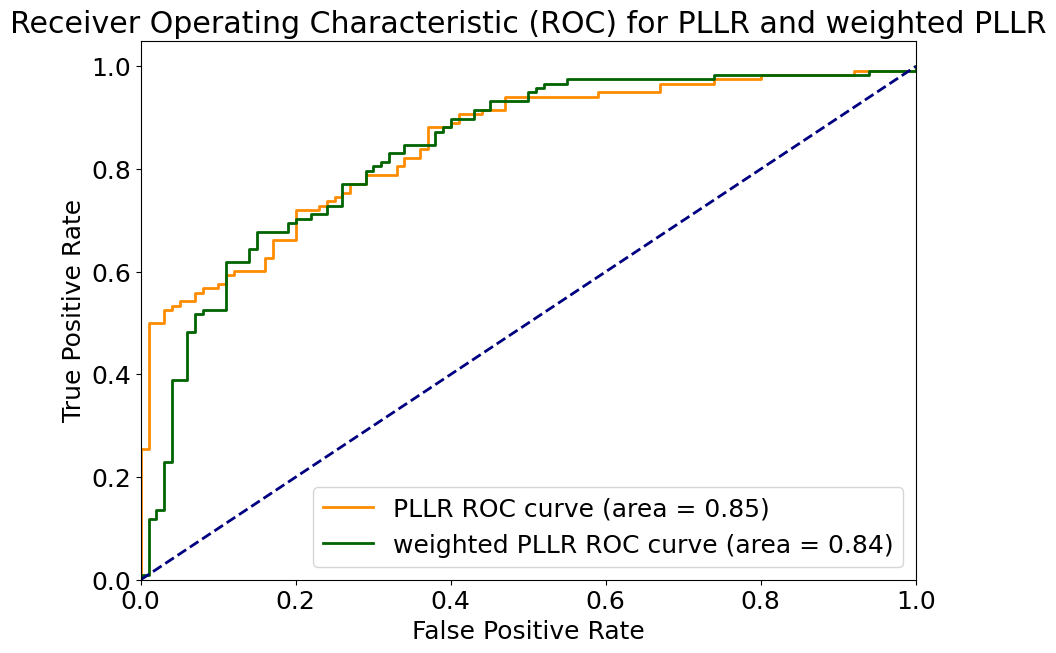 Receiver Operating Characteristic (ROC) for PLLR and weighted PLLR
1.0
0.8
0.6
0.4
0.2
0.0
True Positive Rate
PLLR ROC curve (area = 0.85)
weighted PLLR ROC curve (area = 0.84)
0.0 0.2 0.4 0.6 0.8 1.0
False Positive Rate